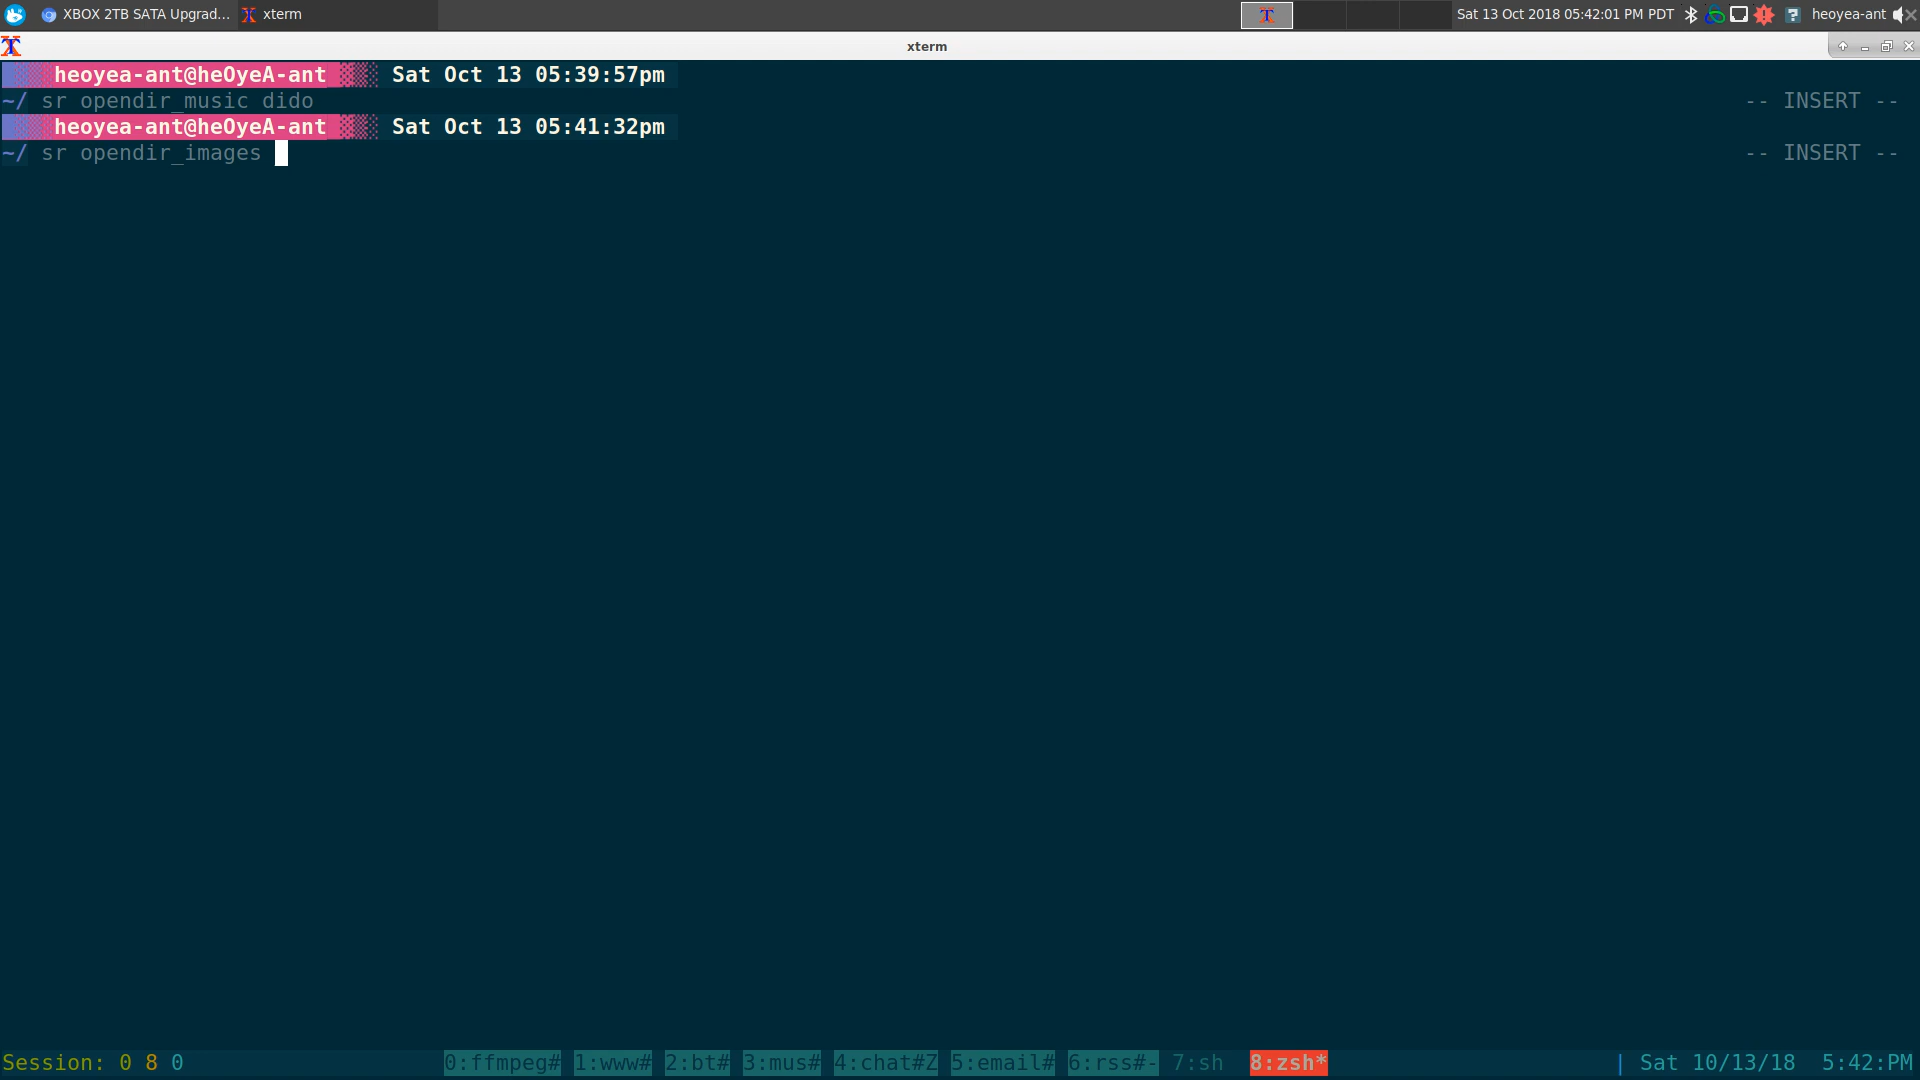 XBOX 2TB SATA Upgrad... xterm Sat 13 Oct 2018 05:42:01 PM PDT heoyea-ant
xterm
heoyea-ant@heOyeA-ant Sat Oct 13 05:39:57pm
~/ sr opendir_music dido -- INSERT --
heoyea-ant@heOyeA-ant Sat Oct 13 05:41:32pm
~/ sr opendir_images -- INSERT --
Session: 0 8 0 0:ffmpeg# 1:www# 2:bt# 3:mus# 4:chat#Z 5:email# 6:rss#- 7:sh 8:zsh* | Sat 10/13/18 5:42:PM